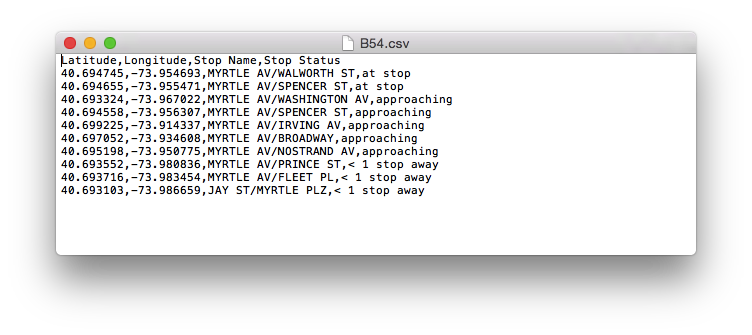 B54.csv
Latitude,Longitude,Stop Name,Stop Status
40.694745,-73.954693,MYRTLE AV/WALWORTH ST,at stop
40.694655,-73.955471,MYRTLE AV/SPENCER ST,at stop
40.693324,-73.967022,MYRTLE AV/WASHINGTON AV,approaching
40.694558,-73.956307,MYRTLE AV/SPENCER ST,approaching
40.699225,-73.914337,MYRTLE AV/IRVING AV,approaching
40.697052,-73.934608,MYRTLE AV/BROADWAY,approaching
40.695198,-73.950775,MYRTLE AV/NOSTRAND AV,approaching
40.693552,-73.980836,MYRTLE AV/PRINCE ST,< 1 stop away
40.693716,-73.983454,MYRTLE AV/FLEET PL,< 1 stop away
40.693103,-73.986659,JAY ST/MYRTLE PLZ,< 1 stop away